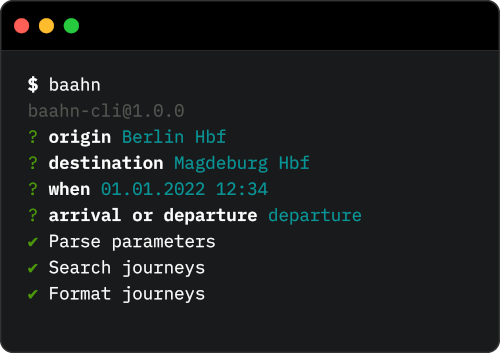 $ baahn
baahn-cli@1.0.0
? origin Berlin Hbf
? destination Magdeburg Hbf
? when 01.01.2022 12:34
? arrival or departure departure
✔ Parse parameters
✔ Search journeys
✔ Format journeys